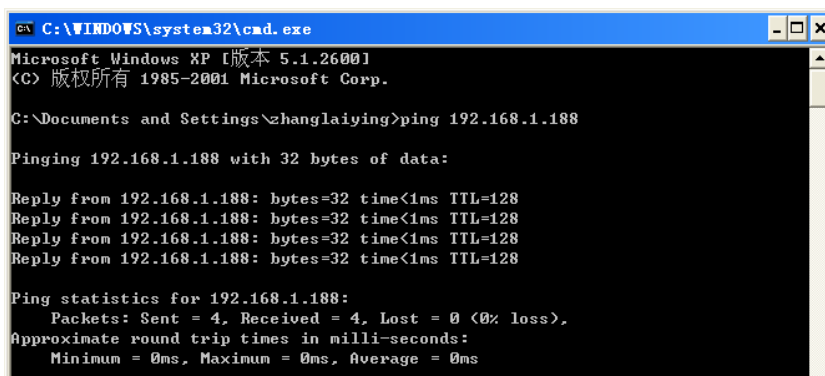 C:\WINDOWS\system32\cmd.exe
Microsoft Windows XP [版本 5.1.2600]
(C) 版权所有 1985-2001 Microsoft Corp.
C:\Documents and Settings\zhanglaiying>ping 192.168.1.188
Pinging 192.168.1.188 with 32 bytes of data:
Reply from 192.168.1.188: bytes=32 time<1ms TTL=128
Reply from 192.168.1.188: bytes=32 time<1ms TTL=128
Reply from 192.168.1.188: bytes=32 time<1ms TTL=128
Reply from 192.168.1.188: bytes=32 time<1ms TTL=128
Ping statistics for 192.168.1.188:
    Packets: Sent = 4, Received = 4, Lost = 0 (0% loss),
Approximate round trip times in milli-seconds:
    Minimum = 0ms, Maximum = 0ms, Average = 0ms